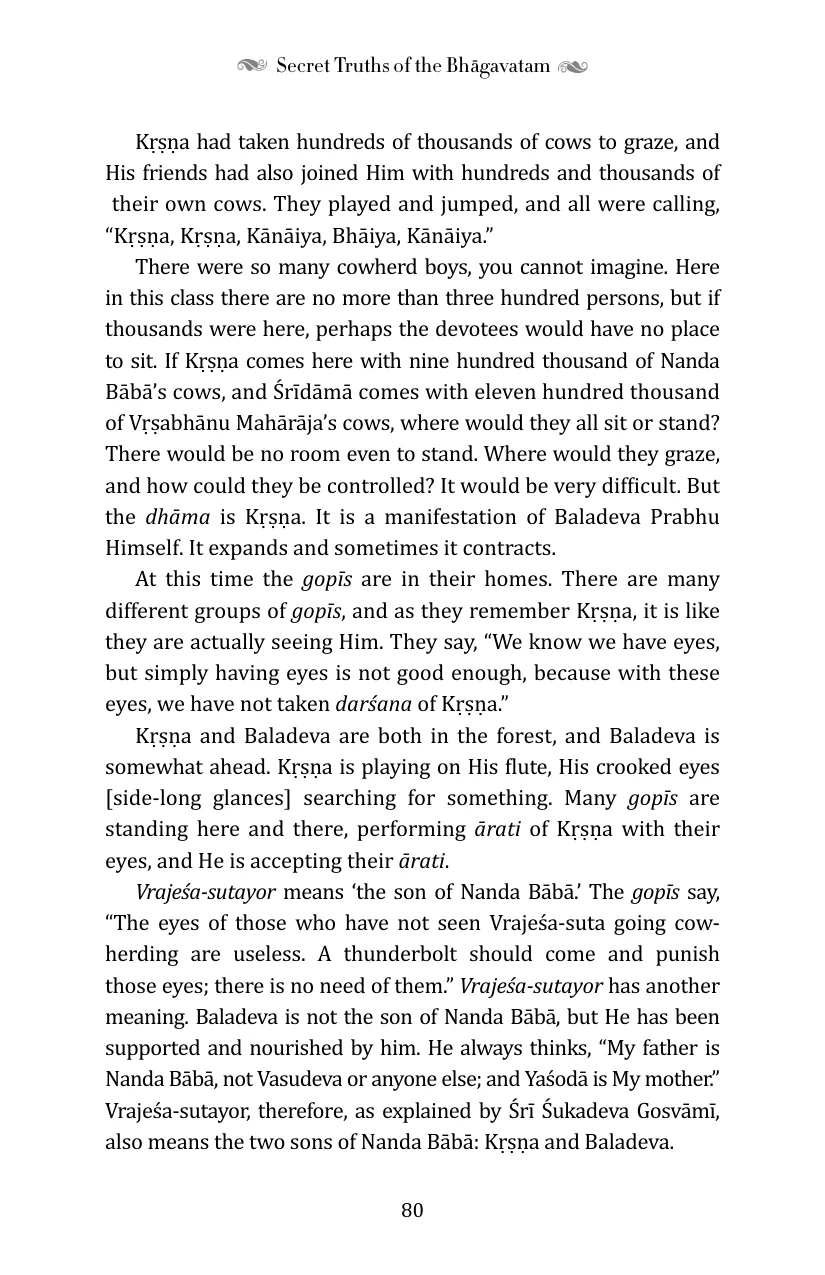 Secret Truths of the Bhāgavatam
Kṛṣṇa had taken hundreds of thousands of cows to graze, and
His friends had also joined Him with hundreds and thousands of
their own cows. They played and jumped, and all were calling,
“Kṛṣṇa, Kṛṣṇa, Kānāiya, Bhāiya, Kānāiya.”
There were so many cowherd boys, you cannot imagine. Here
in this class there are no more than three hundred persons, but if
thousands were here, perhaps the devotees would have no place
to sit. If Kṛṣṇa comes here with nine hundred thousand of Nanda
Bābā’s cows, and Śrīdāmā comes with eleven hundred thousand
of Vṛṣabhānu Mahārāja’s cows, where would they all sit or stand?
There would be no room even to stand. Where would they graze,
and how could they be controlled? It would be very difficult. But
the dhāma is Kṛṣṇa. It is a manifestation of Baladeva Prabhu
Himself. It expands and sometimes it contracts.
At this time the gopīs are in their homes. There are many
different groups of gopīs, and as they remember Kṛṣṇa, it is like
they are actually seeing Him. They say, “We know we have eyes,
but simply having eyes is not good enough, because with these
eyes, we have not taken darśana of Kṛṣṇa.”
Kṛṣṇa and Baladeva are both in the forest, and Baladeva is
somewhat ahead. Kṛṣṇa is playing on His flute, His crooked eyes
[side-long glances] searching for something. Many gopīs are
standing here and there, performing ārati of Kṛṣṇa with their
eyes, and He is accepting their ārati.
Vrajeśa-sutayor means ‘the son of Nanda Bābā.’ The gopīs say,
“The eyes of those who have not seen Vrajeśa-suta going cow-
herding are useless. A thunderbolt should come and punish
those eyes; there is no need of them.” Vrajeśa-sutayor has another
meaning. Baladeva is not the son of Nanda Bābā, but He has been
supported and nourished by him. He always thinks, “My father is
Nanda Bābā, not Vasudeva or anyone else; and Yaśodā is My mother.”
Vrajeśa-sutayor, therefore, as explained by Śrī Śukadeva Gosvāmī,
also means the two sons of Nanda Bābā: Kṛṣṇa and Baladeva.
80